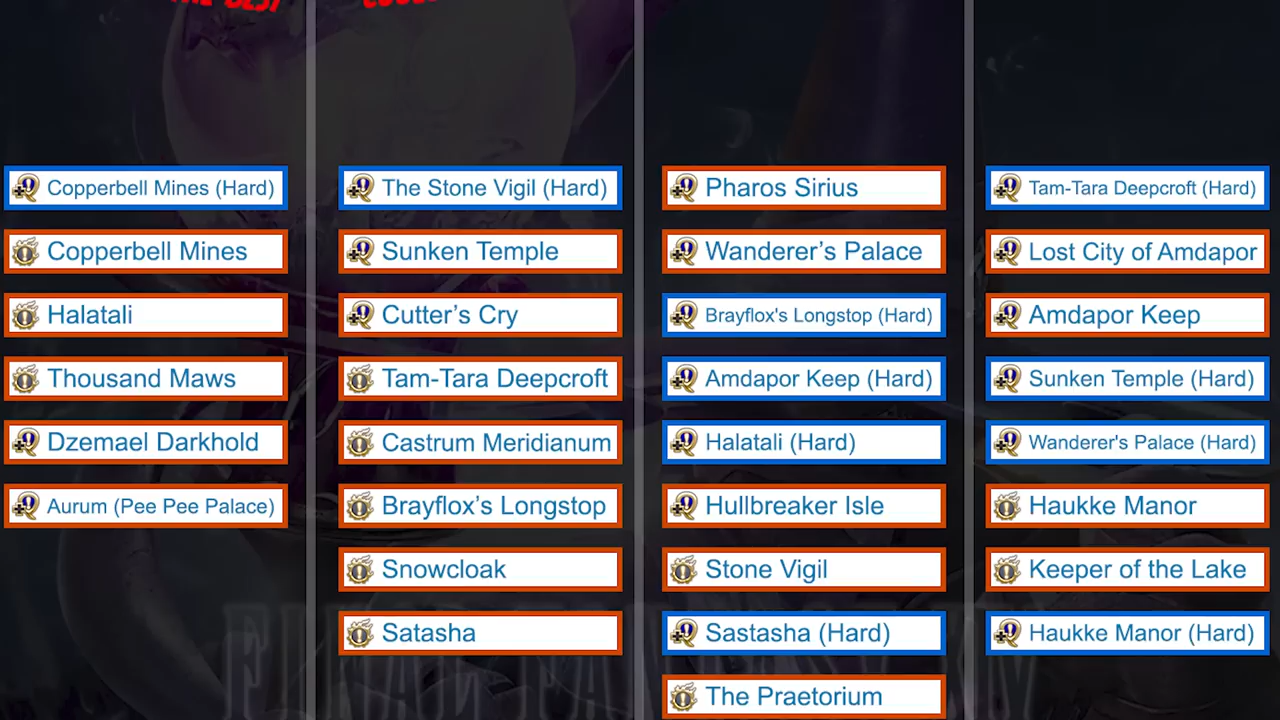 THE BEST
Copperbell Mines (Hard)
Copperbell Mines
Halatali
Thousand Maws
Dzemael Darkhold
Aurum (Pee Pee Palace)
The Stone Vigil (Hard)
Sunken Temple
Cutter’s Cry
Tam-Tara Deepcroft
Castrum Meridianum
Brayflox’s Longstop
Snowcloak
Satasha
Pharos Sirius
Wanderer’s Palace
Brayflox's Longstop (Hard)
Amdapor Keep (Hard)
Halatali (Hard)
Hullbreaker Isle
Stone Vigil
Sastasha (Hard)
The Praetorium
Tam-Tara Deepcroft (Hard)
Lost City of Amdapor
Amdapor Keep
Sunken Temple (Hard)
Wanderer's Palace (Hard)
Haukke Manor
Keeper of the Lake
Haukke Manor (Hard)